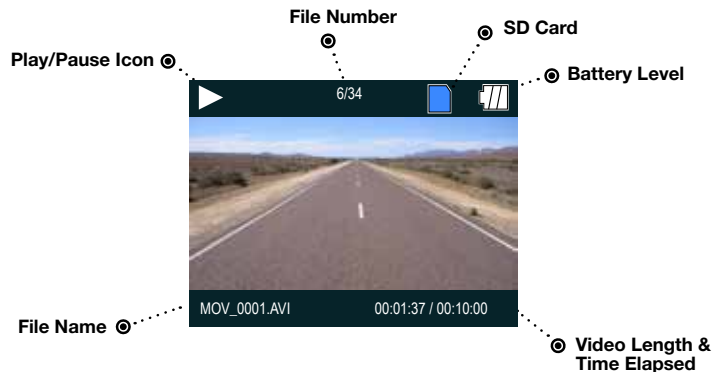 File Number
SD Card
Play/Pause Icon
Battery Level
6/34
MOV_0001.AVI 00:01:37 / 00:10:00
File Name
Video Length &
Time Elapsed